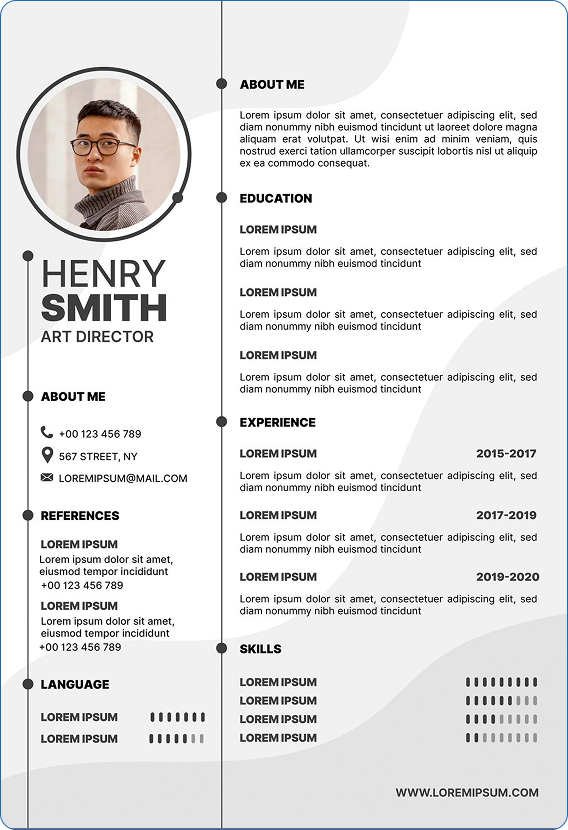 HENRY
SMITH
ART DIRECTOR
ABOUT ME
+00 123 456 789
567 STREET, NY
LOREMIPSUM@MAIL.COM
REFERENCES
LOREM IPSUM
Lorem ipsum dolor sit amet,
eiusmod tempor incididunt
+00 123 456 789
LOREM IPSUM
Lorem ipsum dolor sit amet,
eiusmod tempor incididunt
+00 123 456 789
LANGUAGE
LOREM IPSUM
LOREM IPSUM
ABOUT ME
Lorem ipsum dolor sit amet, consectetuer adipiscing elit, sed
diam nonummy nibh euismod tincidunt ut laoreet dolore magna
aliquam erat volutpat. Ut wisi enim ad minim veniam, quis
nostrud exerci tation ullamcorper suscipit lobortis nisl ut aliquip
ex ea commodo consequat.
EDUCATION
LOREM IPSUM
Lorem ipsum dolor sit amet, consectetuer adipiscing elit, sed
diam nonummy nibh euismod tincidunt
LOREM IPSUM
Lorem ipsum dolor sit amet, consectetuer adipiscing elit, sed
diam nonummy nibh euismod tincidunt
LOREM IPSUM
Lorem ipsum dolor sit amet, consectetuer adipiscing elit, sed
diam nonummy nibh euismod tincidunt
EXPERIENCE
LOREM IPSUM 2015-2017
Lorem ipsum dolor sit amet, consectetuer adipiscing elit, sed
diam nonummy nibh euismod tincidunt
LOREM IPSUM 2017-2019
Lorem ipsum dolor sit amet, consectetuer adipiscing elit, sed
diam nonummy nibh euismod tincidunt
LOREM IPSUM 2019-2020
Lorem ipsum dolor sit amet, consectetuer adipiscing elit, sed
diam nonummy nibh euismod tincidunt
SKILLS
LOREM IPSUM
LOREM IPSUM
LOREM IPSUM
LOREM IPSUM
WWW.LOREMIPSUM.COM